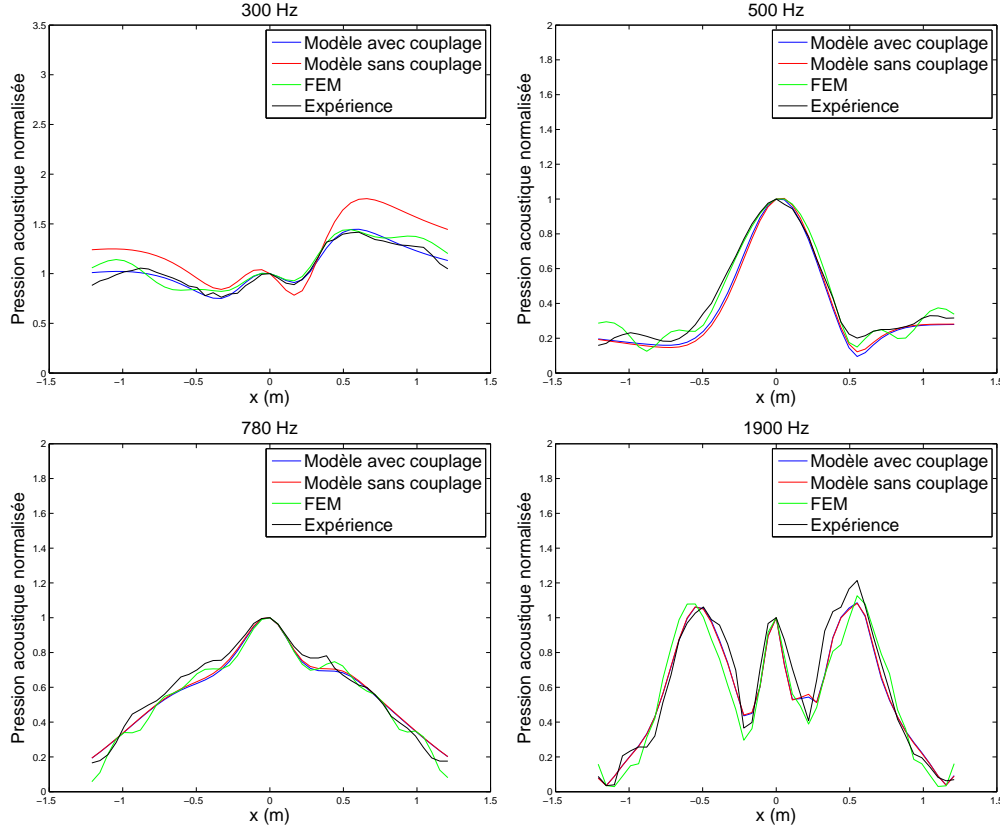 300 Hz
3.5
3
2.5
2
1.5
1
0.5
0
Pression acoustique normalisée
Modèle avec couplage
Modèle sans couplage
FEM
Expérience
−1.5 −1 −0.5 0 0.5 1 1.5
x (m)
500 Hz
2
1.8
1.6
1.4
1.2
1
0.8
0.6
0.4
0.2
0
Pression acoustique normalisée
Modèle avec couplage
Modèle sans couplage
FEM
Expérience
−1.5 −1 −0.5 0 0.5 1 1.5
x (m)
780 Hz
2
1.8
1.6
1.4
1.2
1
0.8
0.6
0.4
0.2
0
Pression acoustique normalisée
Modèle avec couplage
Modèle sans couplage
FEM
Expérience
−1.5 −1 −0.5 0 0.5 1 1.5
x (m)
1900 Hz
2
1.8
1.6
1.4
1.2
1
0.8
0.6
0.4
0.2
0
Pression acoustique normalisée
Modèle avec couplage
Modèle sans couplage
FEM
Expérience
−1.5 −1 −0.5 0 0.5 1 1.5
x (m)